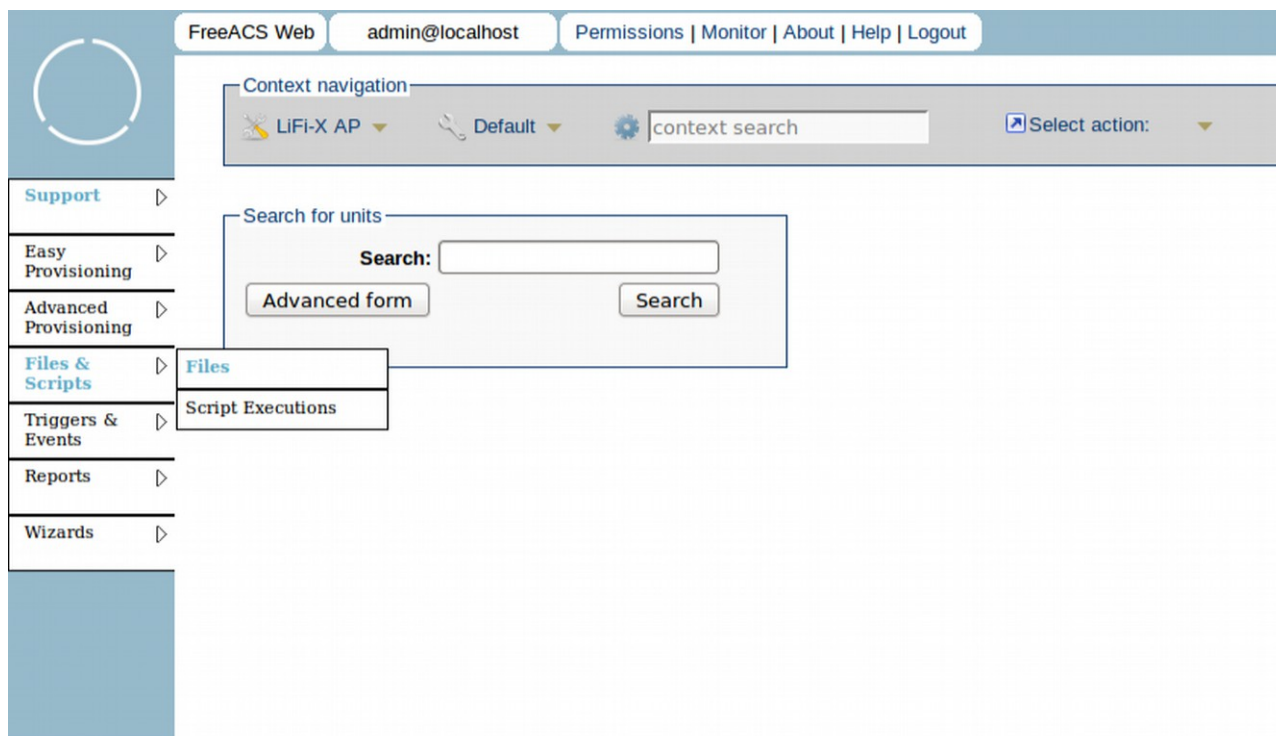 FreeACS Web admin@localhost Permissions | Monitor | About | Help | Logout
Context navigation
LiFi-X AP Default context search Select action:
Support
Search for units
Search:
Advanced form Search
Easy
Provisioning
Advanced
Provisioning
Files &
Scripts
Files
Script Executions
Triggers &
Events
Reports
Wizards